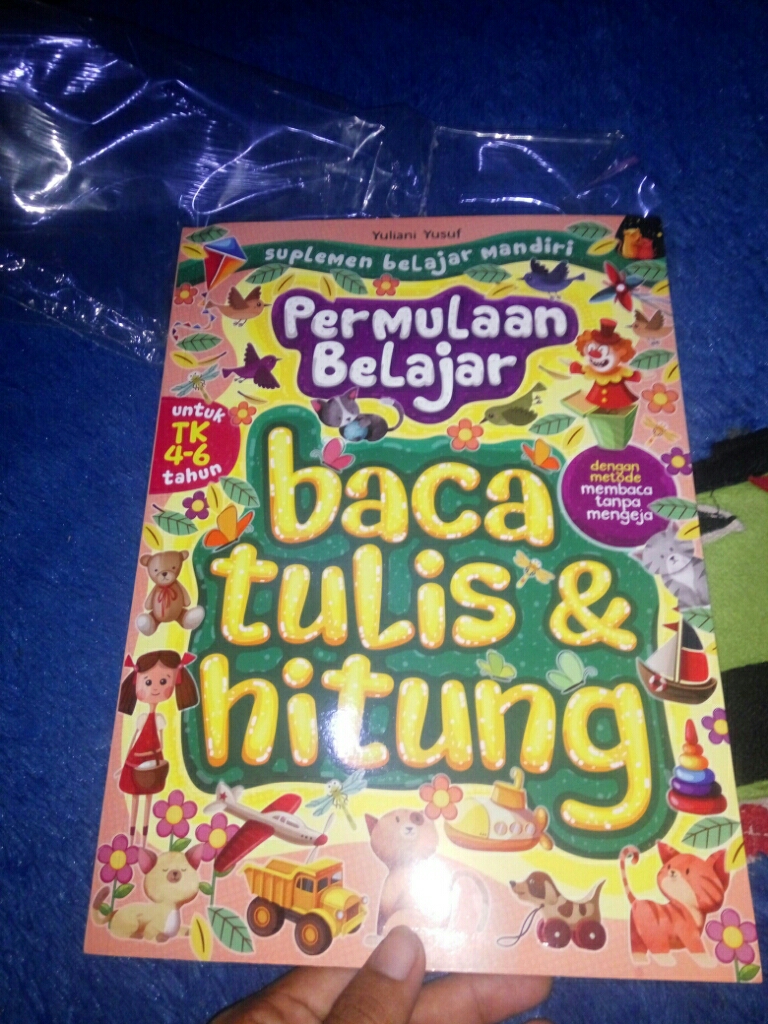 Yuliani Yusuf
suplemen belajar mandiri
Permulaan
Belajar
untuk
TK
4-6
tahun
dengan
metode
membaca
tanpa
mengeja
baca
tulis &
hitung